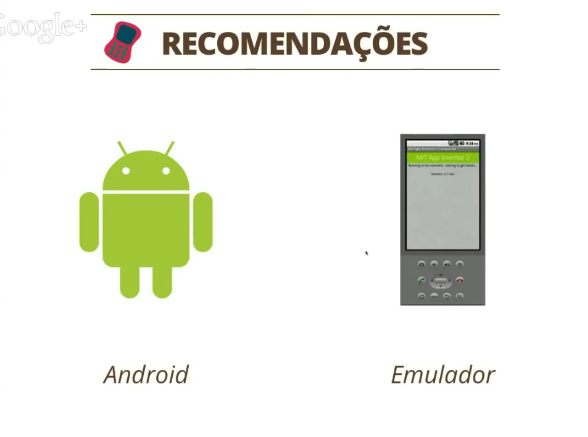 Google+
RECOMENDAÇÕES
MIT App Inventor 2
Android
Emulador